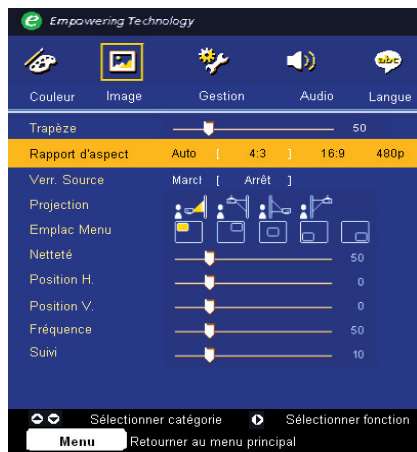 e Empowering Technology
abc
Couleur Image Gestion Audio Langue
Trapèze 50
Rapport d'aspect Auto [ 4:3 ] 16:9 480p
Verr. Source Marcl [ Arrêt ]
Projection
Emplac Menu
Netteté 50
Position H. 0
Position V. 0
Fréquence 50
Suivi 10
Sélectionner catégorie Sélectionner fonction
Menu Retourner au menu principal